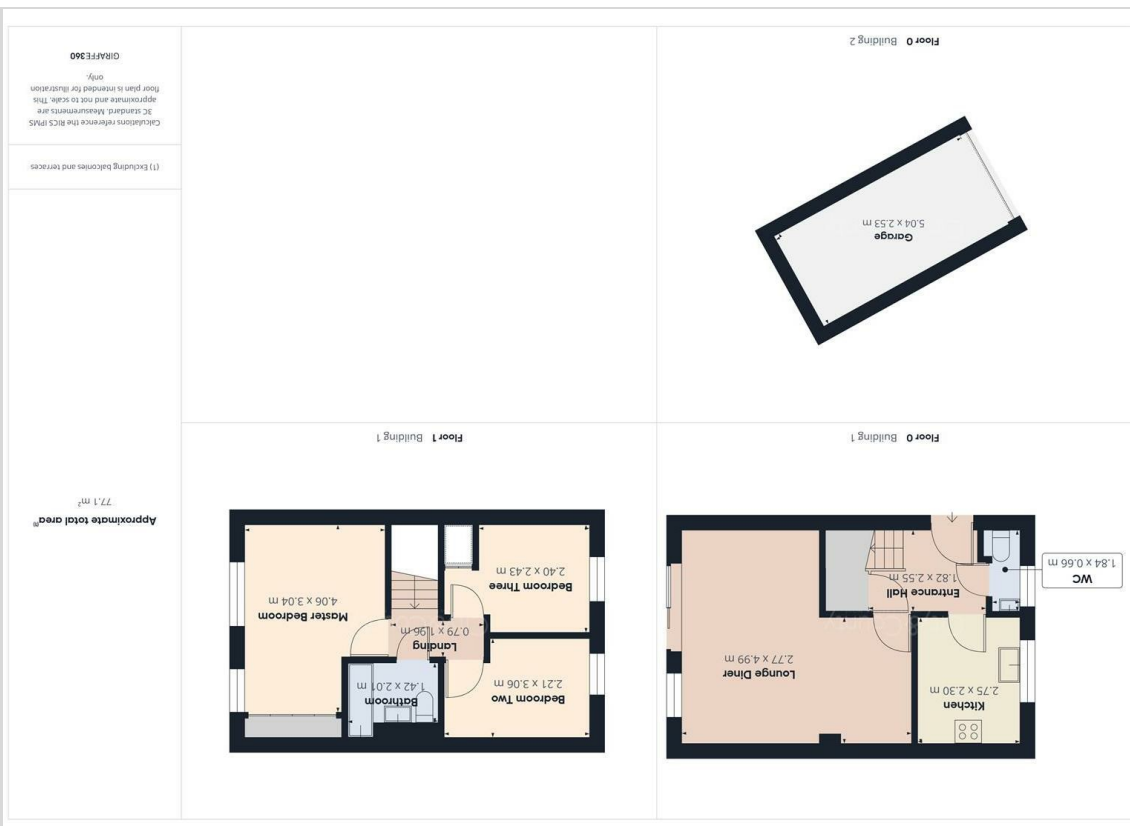 Kitchen
2.75 x 2.30 m
Lounge Diner
2.77 x 4.99 m
WC
1.84 x 0.66 m
Entrance Hall
1.82 x 2.55 m
Floor 0 Building 1
Bedroom Two
2.21 x 3.06 m
Bathroom
1.42 x 2.01 m
Landing
0.79 x 1.96 m
Bedroom Three
2.40 x 2.43 m
Master Bedroom
4.06 x 3.04 m
Floor 1 Building 1
Garage
5.04 x 2.53 m
Floor 0 Building 2
Approximate total area(1)
77.1 m²
(1) Excluding balconies and terraces
Calculations reference the RICS IPMS
3C standard. Measurements are
approximate and not to scale. This
floor plan is intended for illustration
only.
GIRAFFE360